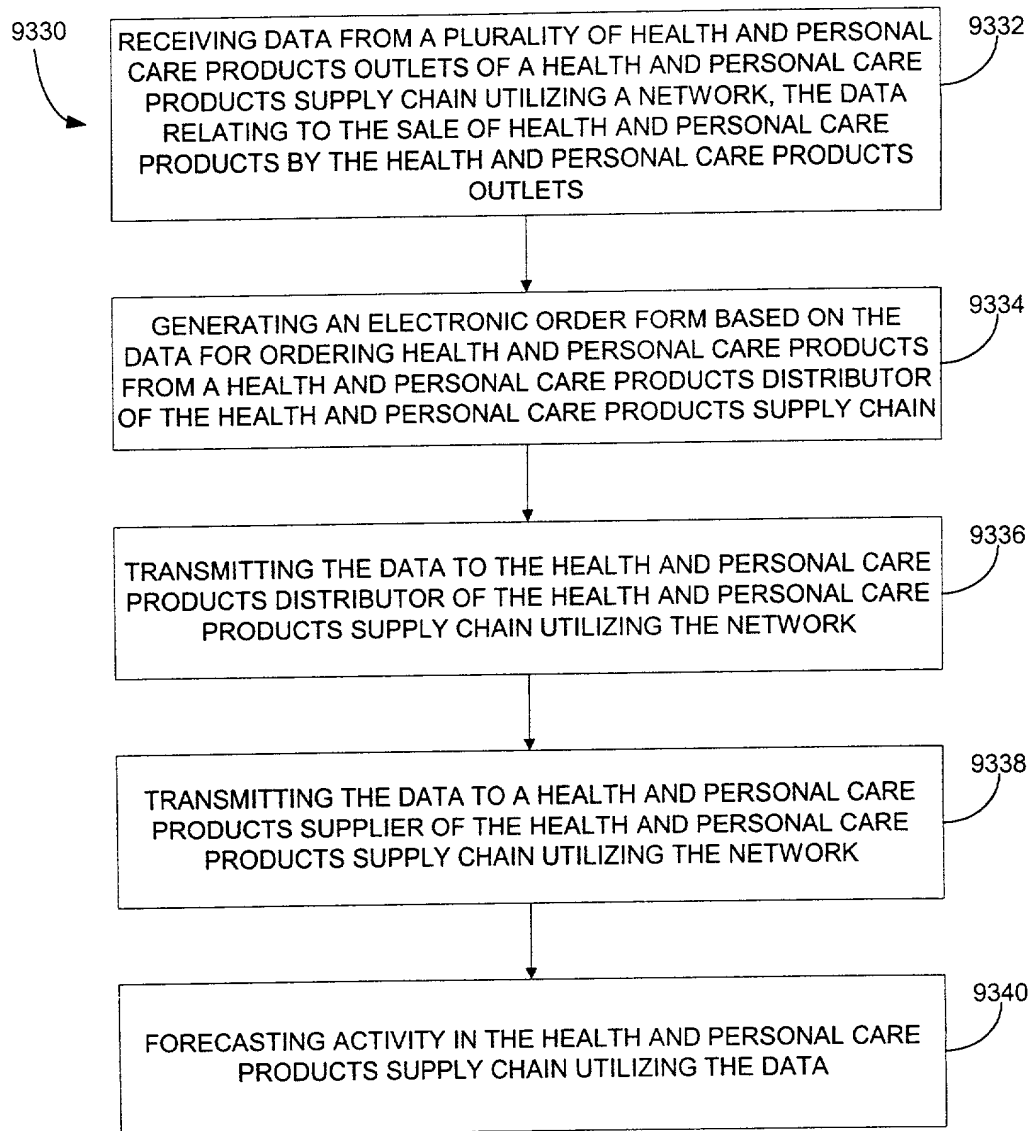 9330
9332
RECEIVING DATA FROM A PLURALITY OF HEALTH AND PERSONAL
CARE PRODUCTS OUTLETS OF A HEALTH AND PERSONAL CARE
PRODUCTS SUPPLY CHAIN UTILIZING A NETWORK, THE DATA
RELATING TO THE SALE OF HEALTH AND PERSONAL CARE
PRODUCTS BY THE HEALTH AND PERSONAL CARE PRODUCTS
OUTLETS
9334
GENERATING AN ELECTRONIC ORDER FORM BASED ON THE
DATA FOR ORDERING HEALTH AND PERSONAL CARE PRODUCTS
FROM A HEALTH AND PERSONAL CARE PRODUCTS DISTRIBUTOR
OF THE HEALTH AND PERSONAL CARE PRODUCTS SUPPLY CHAIN
9336
TRANSMITTING THE DATA TO THE HEALTH AND PERSONAL CARE
PRODUCTS DISTRIBUTOR OF THE HEALTH AND PERSONAL CARE
PRODUCTS SUPPLY CHAIN UTILIZING THE NETWORK
9338
TRANSMITTING THE DATA TO A HEALTH AND PERSONAL CARE
PRODUCTS SUPPLIER OF THE HEALTH AND PERSONAL CARE
PRODUCTS SUPPLY CHAIN UTILIZING THE NETWORK
9340
FORECASTING ACTIVITY IN THE HEALTH AND PERSONAL CARE
PRODUCTS SUPPLY CHAIN UTILIZING THE DATA